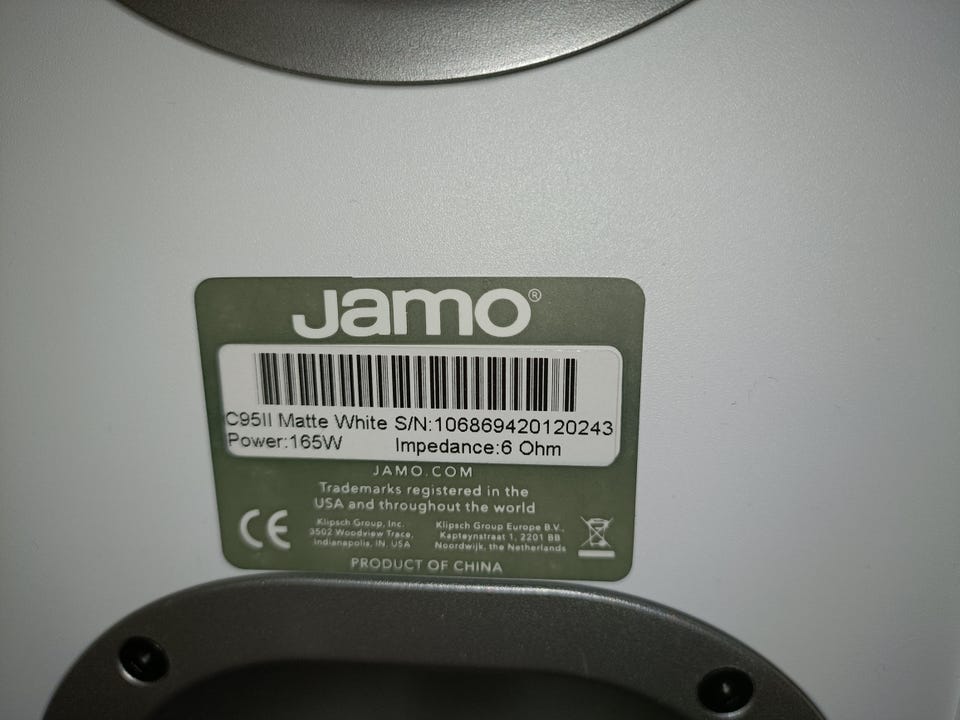 Jamo®
C95II Matte White S/N:106869420120243
Power:165W Impedance:6 Ohm
JAMO.COM
Trademarks registered in the
USA and throughout the world
CE
Klipsch Group, Inc.
3502 Woodview Trace,
Indianapolis, IN, USA
Klipsch Group Europe B.V.,
Kapteynstraat 1, 2201 BB
Noordwijk, the Netherlands
PRODUCT OF CHINA